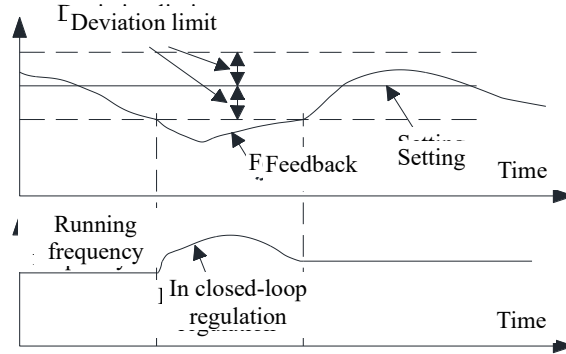 Deviation limit
Feedback
Setting
Time
Running
frequency
In closed-loop
regulation
Time